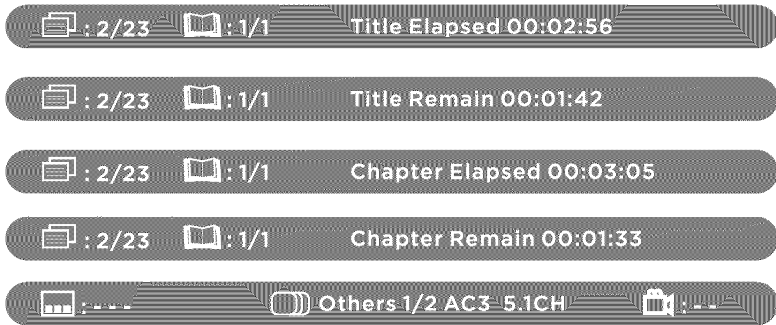 : 2/23 : 1/1 Title Elapsed 00:02:56
: 2/23 : 1/1 Title Remain 00:01:42
: 2/23 : 1/1 Chapter Elapsed 00:03:05
: 2/23 : 1/1 Chapter Remain 00:01:33
: - - - Others 1/2 AC3 5.1CH : - -